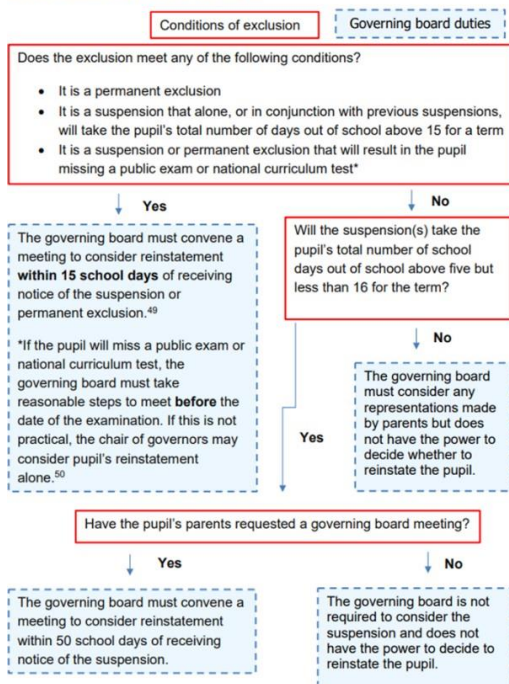 Conditions of exclusion
Governing board duties
Does the exclusion meet any of the following conditions?
• It is a permanent exclusion
• It is a suspension that alone, or in conjunction with previous suspensions,
will take the pupil's total number of days out of school above 15 for a term
• It is a suspension or permanent exclusion that will result in the pupil
missing a public exam or national curriculum test*
Yes
No
The governing board must convene a
meeting to consider reinstatement
within 15 school days of receiving
notice of the suspension or
permanent exclusion.49
*If the pupil will miss a public exam or
national curriculum test, the
governing board must take
reasonable steps to meet before the
date of the examination. If this is not
practical, the chair of governors may
consider pupil's reinstatement
alone.50
Will the suspension(s) take the
pupil's total number of school
days out of school above five but
less than 16 for the term?
No
The governing board
must consider any
representations made
by parents but does
not have the power to
decide whether to
reinstate the pupil.
Yes
Have the pupil's parents requested a governing board meeting?
Yes
No
The governing board must convene a
meeting to consider reinstatement
within 50 school days of receiving
notice of the suspension.
The governing board is not
required to consider the
suspension and does not
have the power to decide to
reinstate the pupil.